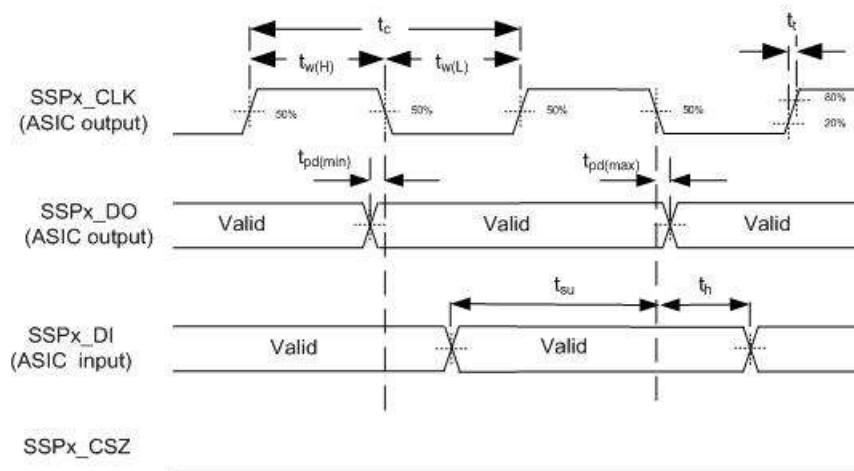 tc
tt
tw(H)
tw(L)
SSPx_CLK
(ASIC output)
50%
50%
50%
50%
80%
20%
tpd(min)
tpd(max)
SSPx_DO
(ASIC output)
Valid
Valid
Valid
tsu
th
SSPx_DI
(ASIC input)
Valid
Valid
SSPx_CSZ